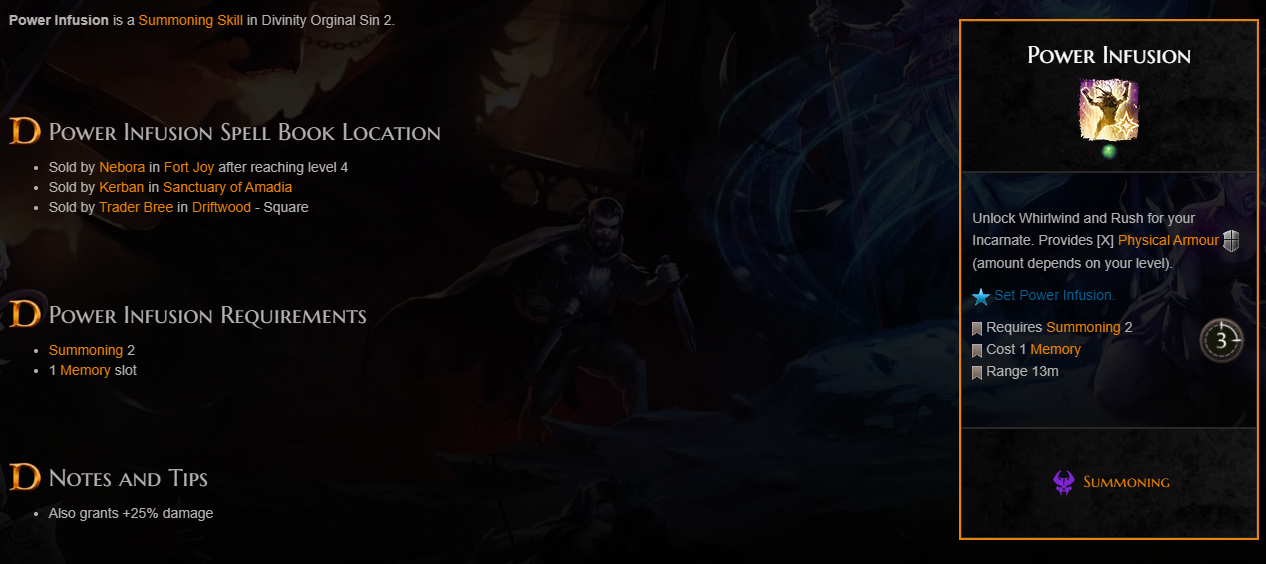 Power Infusion is a Summoning Skill in Divinity Orginal Sin 2.
Power Infusion Spell Book Location
Sold by Nebora in Fort Joy after reaching level 4
Sold by Kerban in Sanctuary of Amadia
Sold by Trader Bree in Driftwood - Square
Power Infusion Requirements
Summoning 2
1 Memory slot
Notes and Tips
Also grants +25% damage
Power Infusion
Unlock Whirlwind and Rush for your
Incarnate. Provides [X] Physical Armour
(amount depends on your level).
Set Power Infusion.
Requires Summoning 2
Cost 1 Memory
Range 13m
3
Summoning